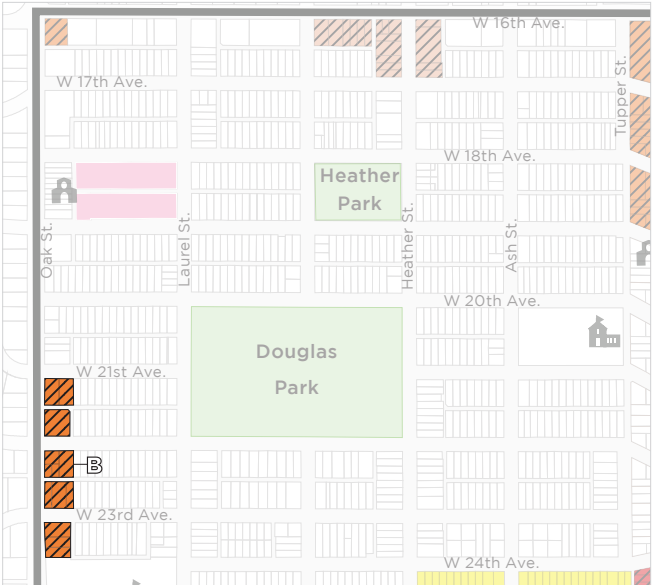 W 16th Ave.
Tupper St.
W 17th Ave.
W 18th Ave.
Heather
Park
Oak St.
Laurel St.
Heather St.
Ash St.
W 20th Ave.
Douglas
Park
W 21st Ave.
B
W 23rd Ave.
W 24th Ave.